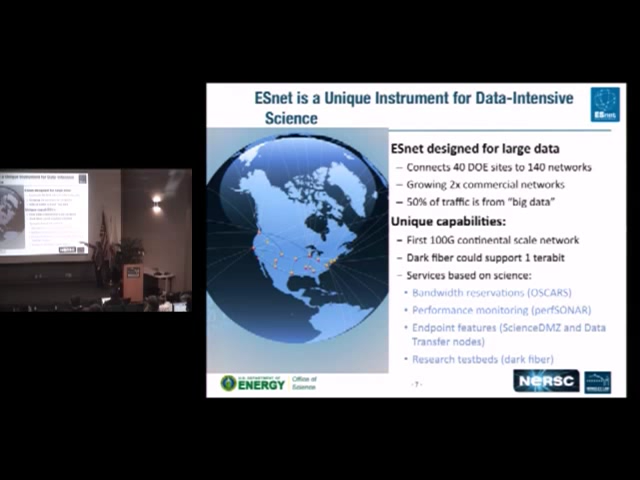 ESnet is a Unique Instrument for Data-Intensive
Science
ESnet
ESnet designed for large data
– Connects 40 DOE sites to 140 networks
– Growing 2x commercial networks
– 50% of traffic is from "big data"
Unique capabilities:
– First 100G continental scale network
– Dark fiber could support 1 terabit
– Services based on science:
• Bandwidth reservations (OSCARS)
• Performance monitoring (perfSONAR)
• Endpoint features (ScienceDMZ and Data
Transfer nodes)
• Research testbeds (dark fiber)
U.S. DEPARTMENT OF
ENERGY
Office of
Science
- 7 -
NERSC